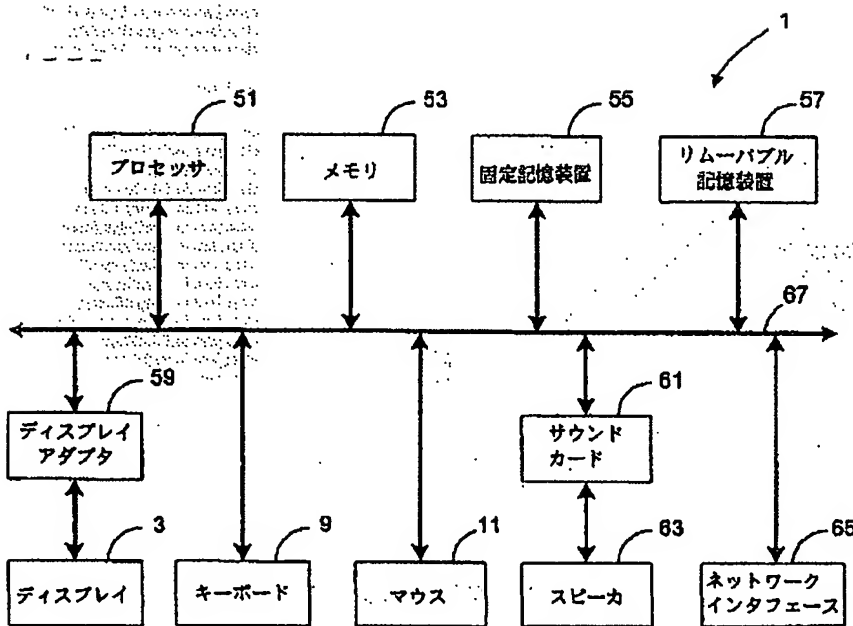 1
51
53
55
57
プロセッサ
メモリ
固定記憶装置
リムーバブル
記憶装置
67
59
61
ディスプレイ
アダプタ
サウンド
カード
3
9
11
63
65
ディスプレイ
キーボード
マウス
スピーカ
ネットワーク
インタフェース